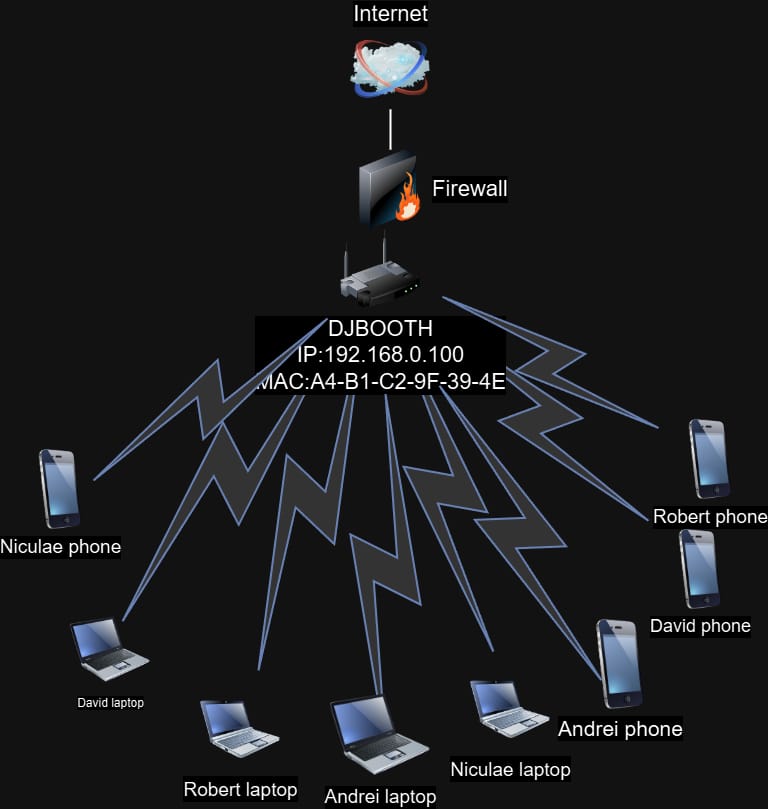 Internet
Firewall
DJBOOTH
IP:192.168.0.100
MAC:A4-B1-C2-9F-39-4E
Robert phone
Niculae phone
David phone
David laptop
Andrei phone
Niculae laptop
Robert laptop
Andrei laptop